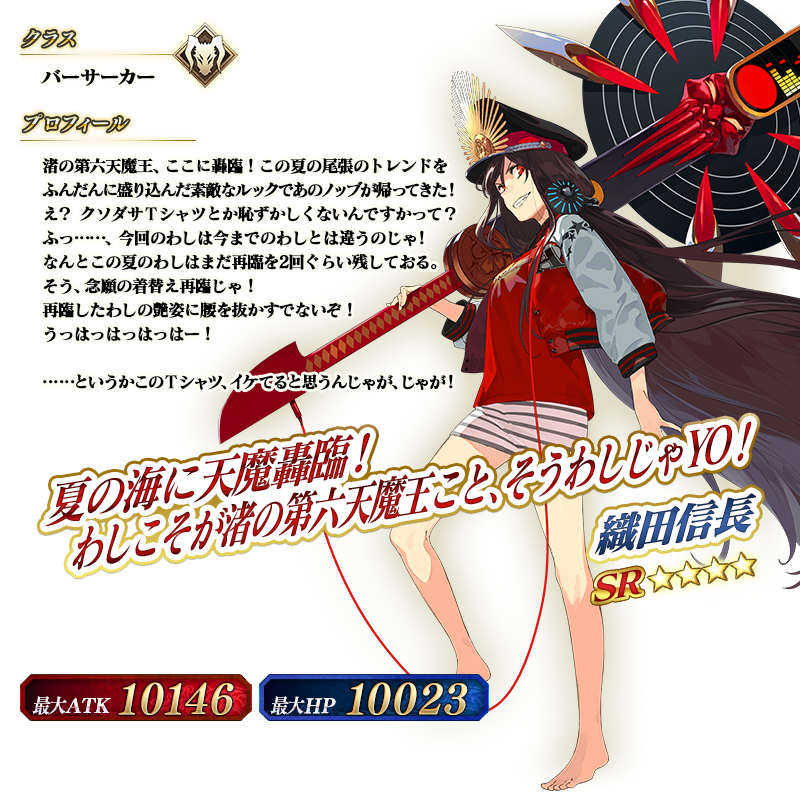 クラス
バーサーカー
プロフィール
渚の第六天魔王、ここに轟臨！この夏の尾張のトレンドを
ふんだんに盛り込んだ素敵なルックであのノッブが帰ってきた！
え？ クソダサTシャツとか恥ずかしくないんですかって？
ふっ……、今回のわしは今までのわしとは違うのじゃ！
なんとこの夏のわしはまだ再臨を2回ぐらい残しておる。
そう、念願の着替え再臨じゃ！
再臨したわしの艶姿に腰を抜かすでないぞ！
うっはっはっはっはー！
……というかこのTシャツ、イケてると思うんじゃが、じゃが！
夏の海に天魔轟臨！
わしこそが渚の第六天魔王こと、そうわしじゃYO！
織田信長
SR
最大ATK 10146
最大HP 10023